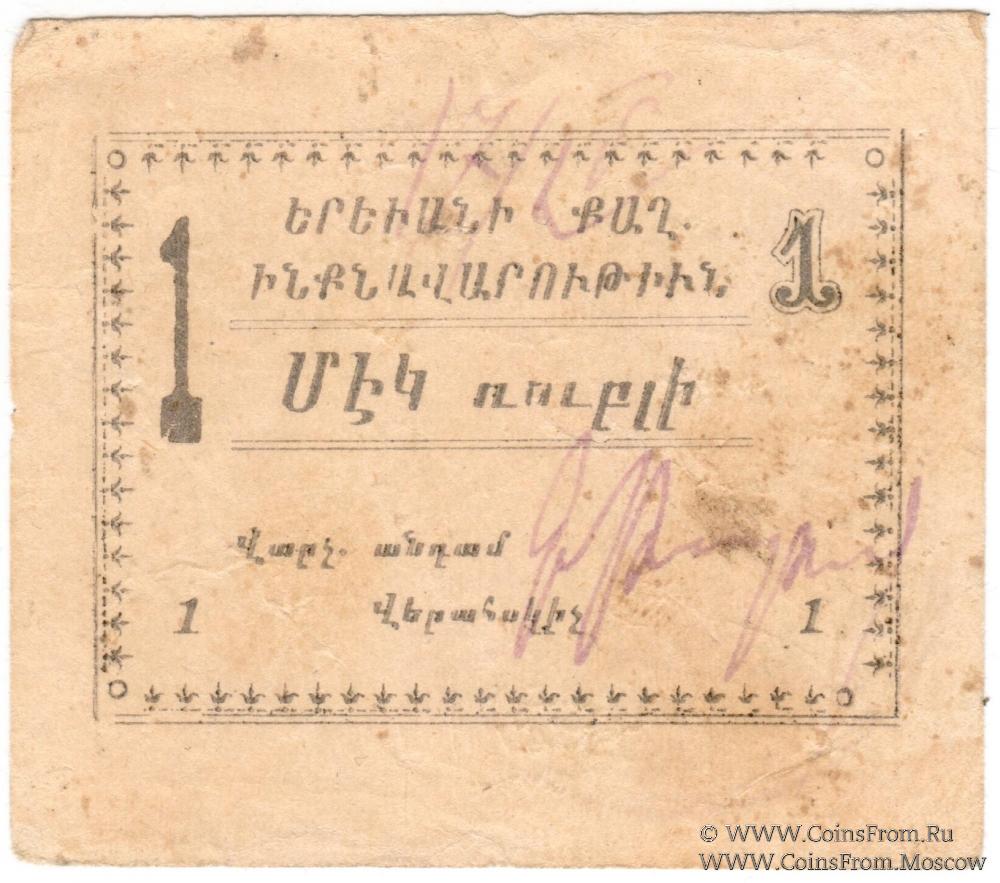 ԵՐԵՒԱՆԻ ՔԱՂ.
1 1
ԻՆՔՆԱՎԱՐՈՒԹԻՒՆ
Մէկ ռուբլի
Վարչ. անդամ
1 Վերահսկիչ 1
© WWW.CoinsFrom.Ru
WWW.CoinsFrom.Moscow